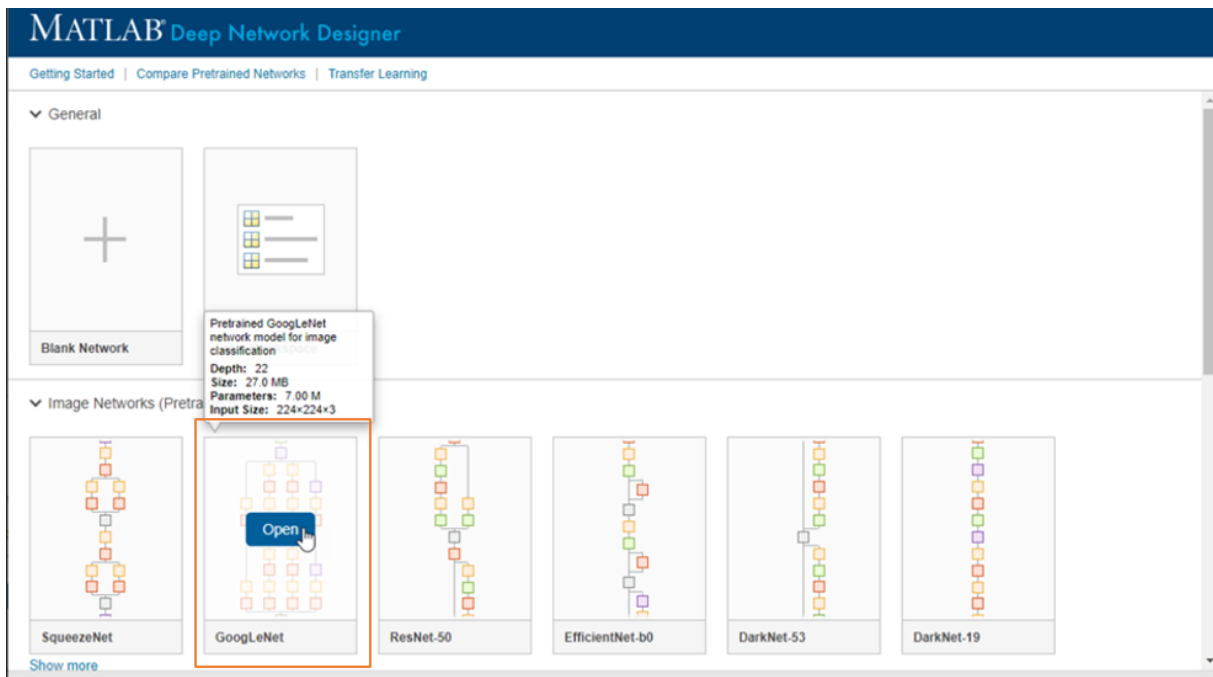 MATLAB® Deep Network Designer
Getting Started | Compare Pretrained Networks | Transfer Learning
General
Blank Network
Pretrained GoogLeNet
network model for image
classification
Depth: 22
Size: 27.0 MB
Parameters: 7.00 M
Input Size: 224×224×3
Image Networks (Pretra
Open
SqueezeNet
GoogLeNet
ResNet-50
EfficientNet-b0
DarkNet-53
DarkNet-19
Show more